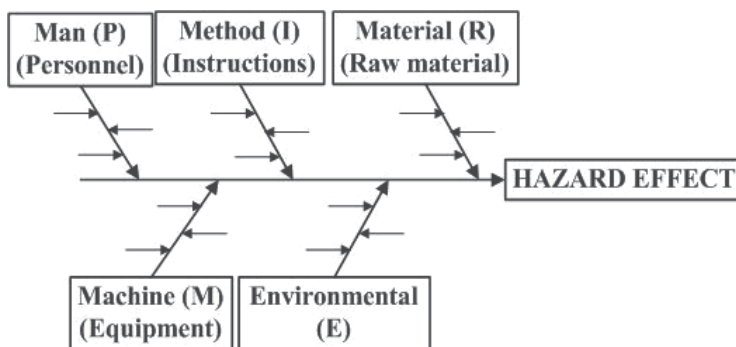 Man (P)
(Personnel)
Method (I)
(Instructions)
Material (R)
(Raw material)
HAZARD EFFECT
Machine (M)
(Equipment)
Environmental
(E)